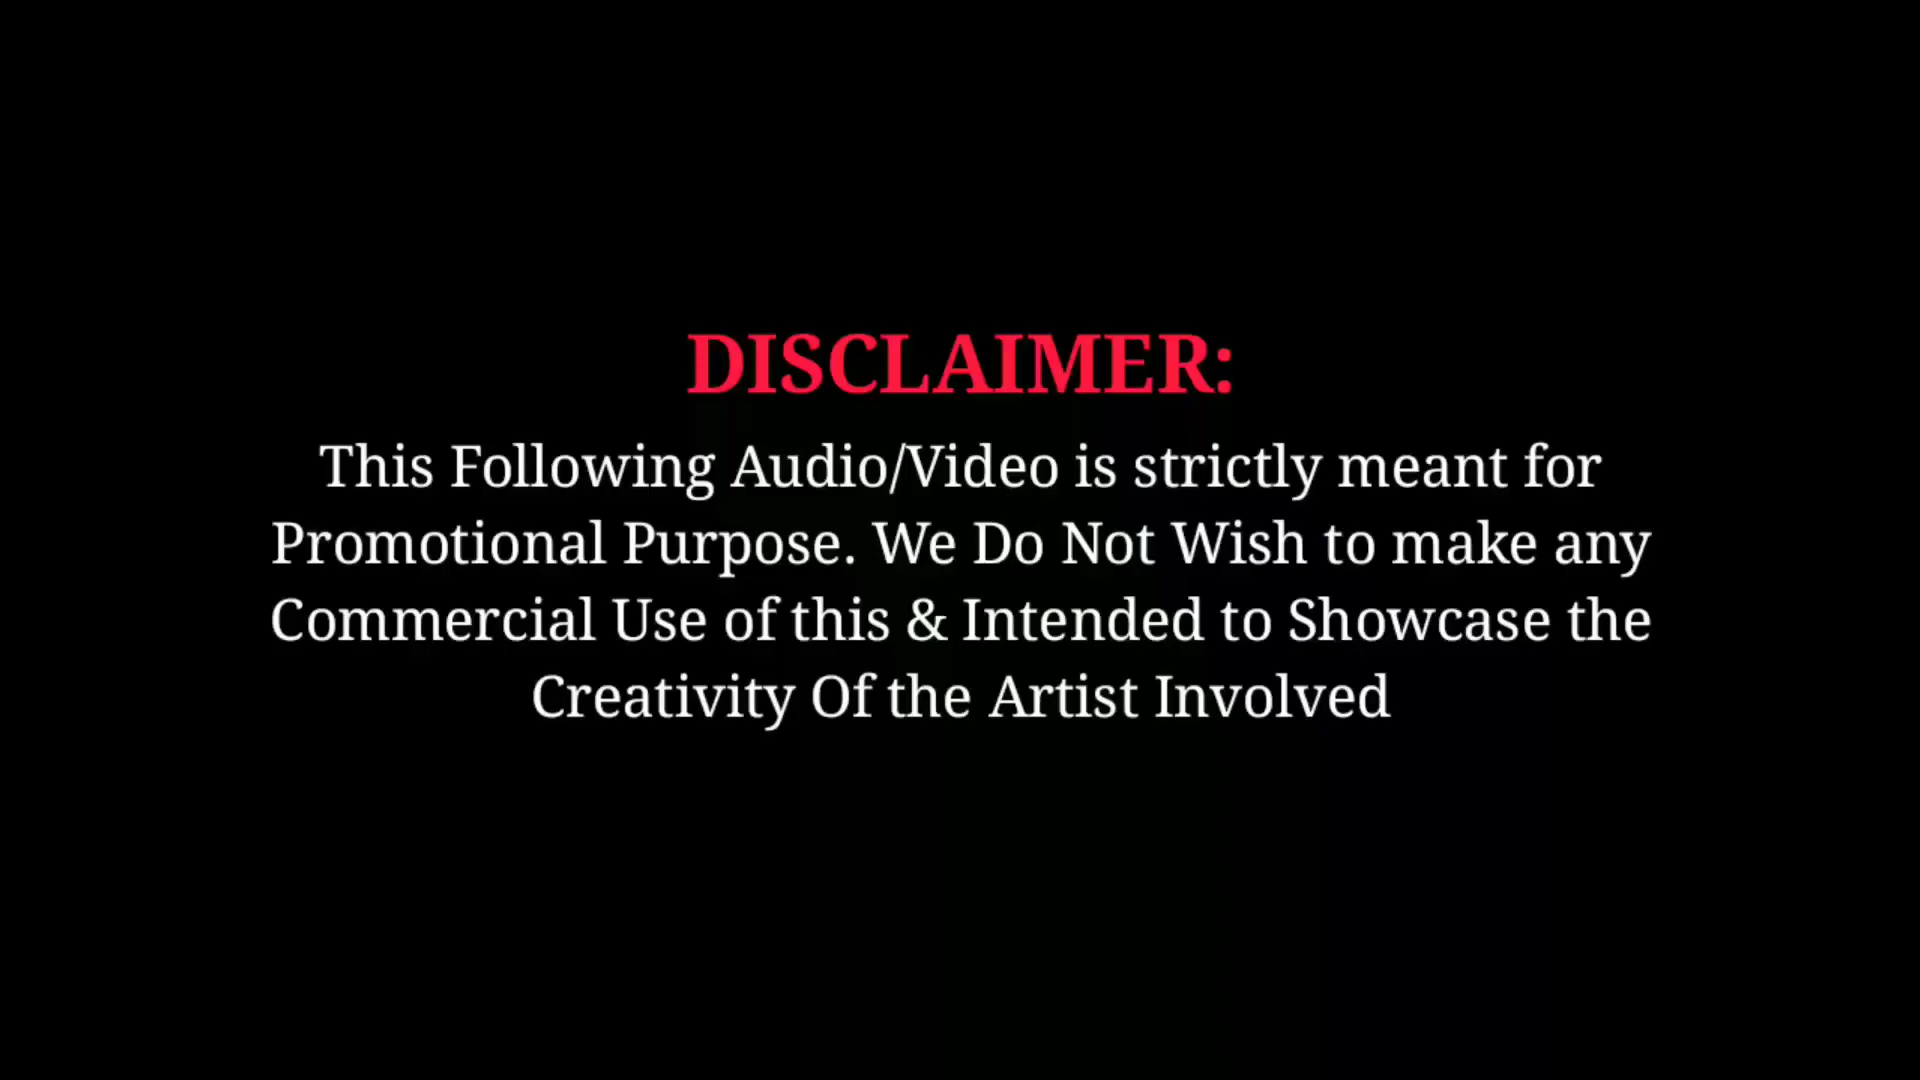 DISCLAIMER:
This Following Audio/Video is strictly meant for
Promotional Purpose. We Do Not Wish to make any
Commercial Use of this & Intended to Showcase the
Creativity Of the Artist Involved